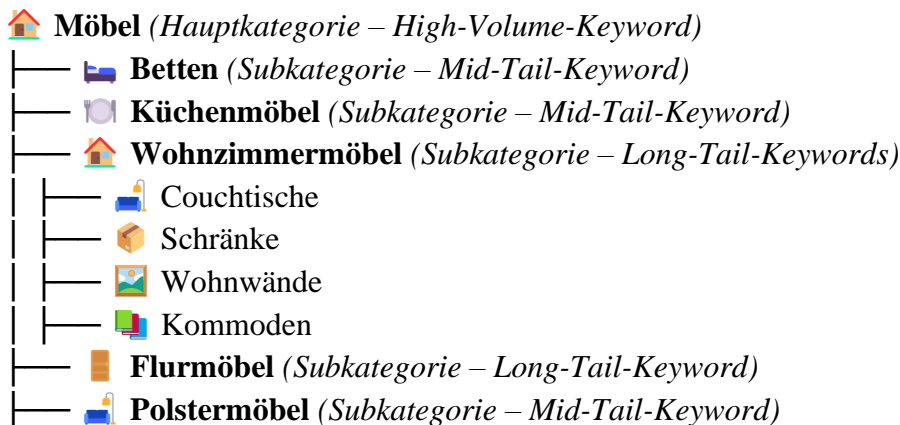 Möbel (Hauptkategorie – High-Volume-Keyword)
Betten (Subkategorie – Mid-Tail-Keyword)
Küchenmöbel (Subkategorie – Mid-Tail-Keyword)
Wohnzimmermöbel (Subkategorie – Long-Tail-Keywords)
Couchtische
Schränke
Wohnwände
Kommoden
Flurmöbel (Subkategorie – Long-Tail-Keyword)
Polstermöbel (Subkategorie – Mid-Tail-Keyword)